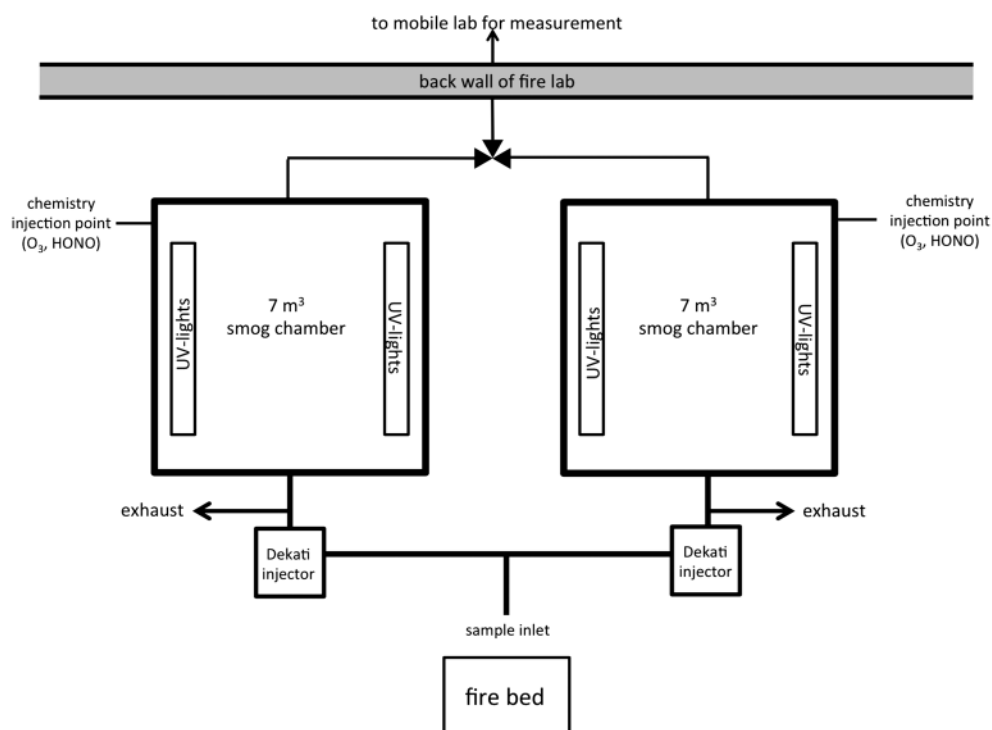 to mobile lab for measurement
back wall of fire lab
chemistry
injection point
(O₃, HONO)
UV-lights
7 m³
smog chamber
UV-lights
UV-lights
7 m³
smog chamber
UV-lights
chemistry
injection point
(O₃, HONO)
exhaust
exhaust
Dekati
injector
Dekati
injector
sample inlet
fire bed